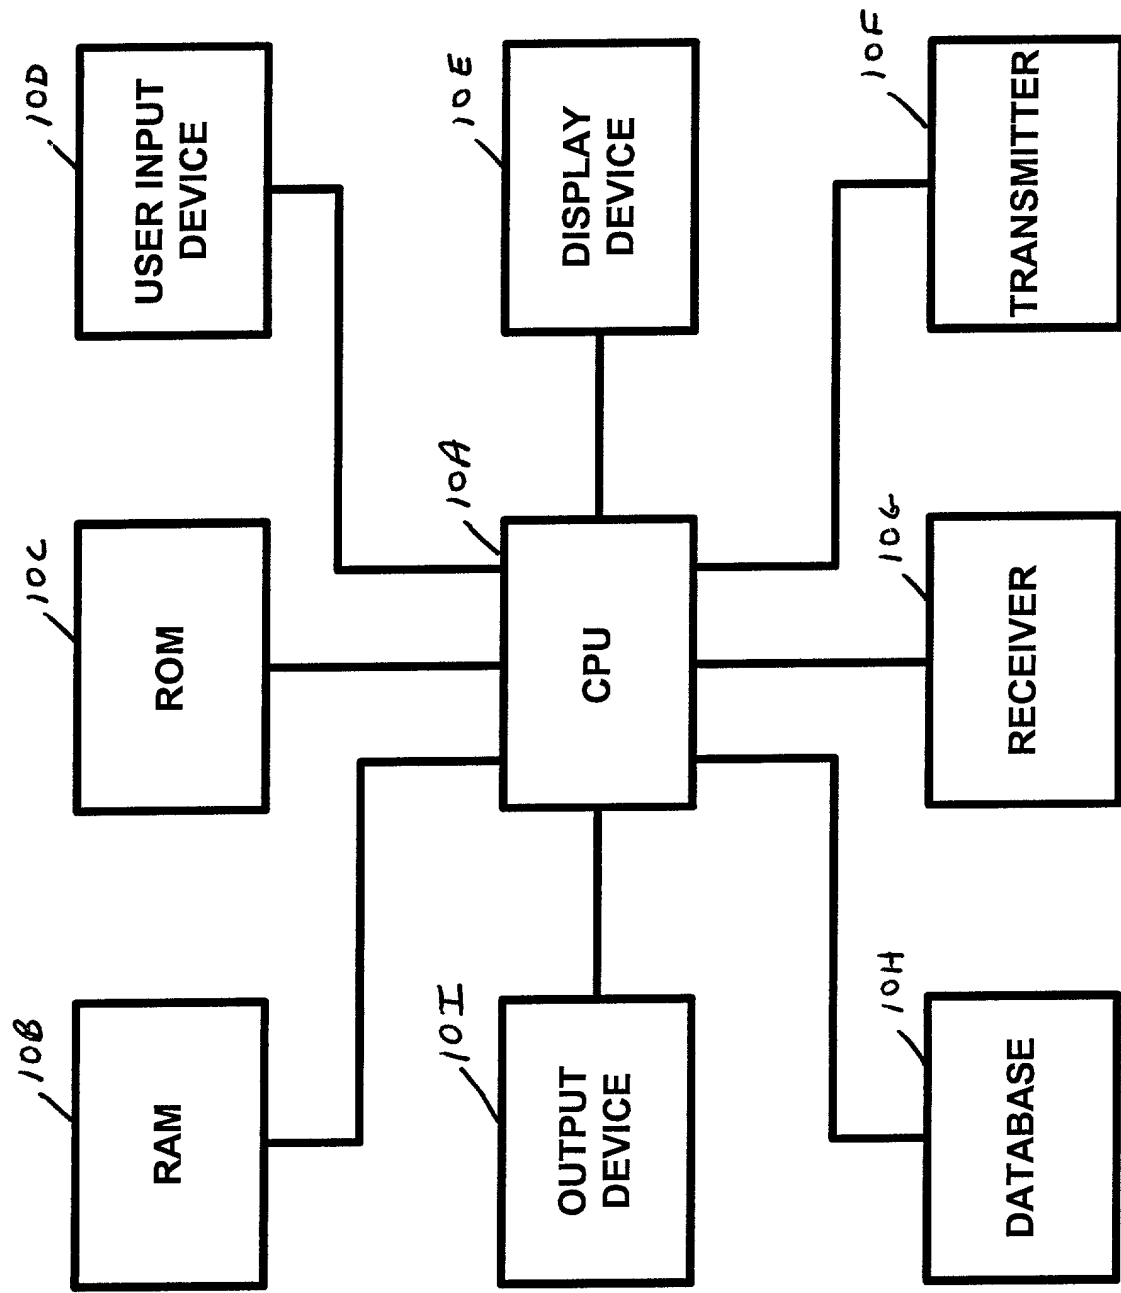 10B
RAM
10C
ROM
10D
USER INPUT
DEVICE
10I
OUTPUT
DEVICE
10A
CPU
10E
DISPLAY
DEVICE
10H
DATABASE
10G
RECEIVER
10F
TRANSMITTER